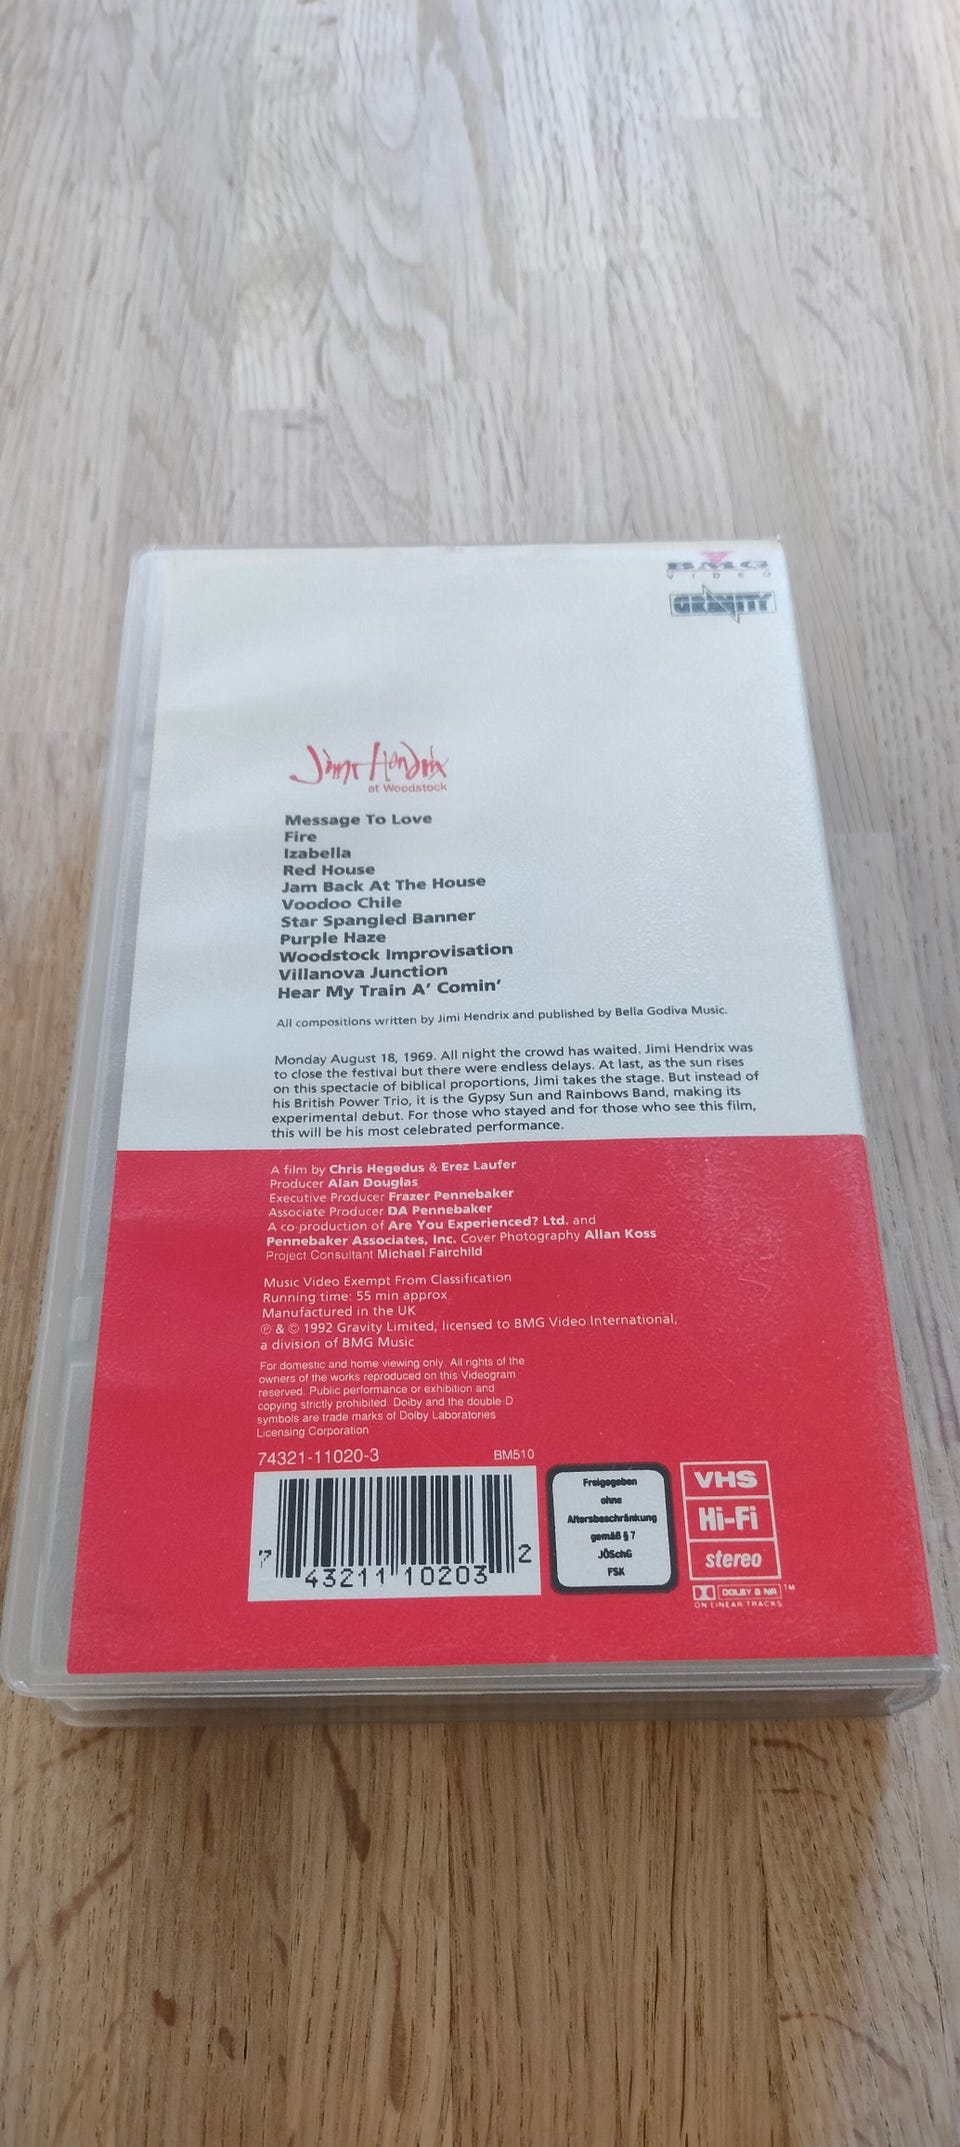 BMG
VIDEO
GRAVITY
Jimi Hendrix
at Woodstock
Message To Love
Fire
Izabella
Red House
Jam Back At The House
Voodoo Chile
Star Spangled Banner
Purple Haze
Woodstock Improvisation
Villanova Junction
Hear My Train A' Comin'
All compositions written by Jimi Hendrix and published by Bella Godiva Music.
Monday August 18, 1969. All night the crowd has waited. Jimi Hendrix was
to close the festival but there were endless delays. At last, as the sun rises
on this spectacle of biblical proportions, Jimi takes the stage. But instead of
his British Power Trio, it is the Gypsy Sun and Rainbows Band, making its
experimental debut. For those who stayed and for those who see this film,
this will be his most celebrated performance.
A film by Chris Hegedus & Erez Laufer
Producer Alan Douglas
Executive Producer Frazer Pennebaker
Associate Producer DA Pennebaker
A co-production of Are You Experienced? Ltd. and
Pennebaker Associates, Inc. Cover Photography Allan Koss
Project Consultant Michael Fairchild
Music Video Exempt From Classification
Running time: 55 min approx
Manufactured in the UK
℗ & © 1992 Gravity Limited, licensed to BMG Video International,
a division of BMG Music
For domestic and home viewing only. All rights of the
owners of the works reproduced on this Videogram
reserved. Public performance or exhibition and
copying strictly prohibited. Dolby and the double-D
symbols are trade marks of Dolby Laboratories
Licensing Corporation
74321-11020-3 BM510
7 43211 10203 2
Freigegeben
ohne
Altersbeschränkung
gemäß § 7
JÖSchG
FSK
VHS
Hi-Fi
stereo
DOLBY B NR ™
ON LINEAR TRACKS